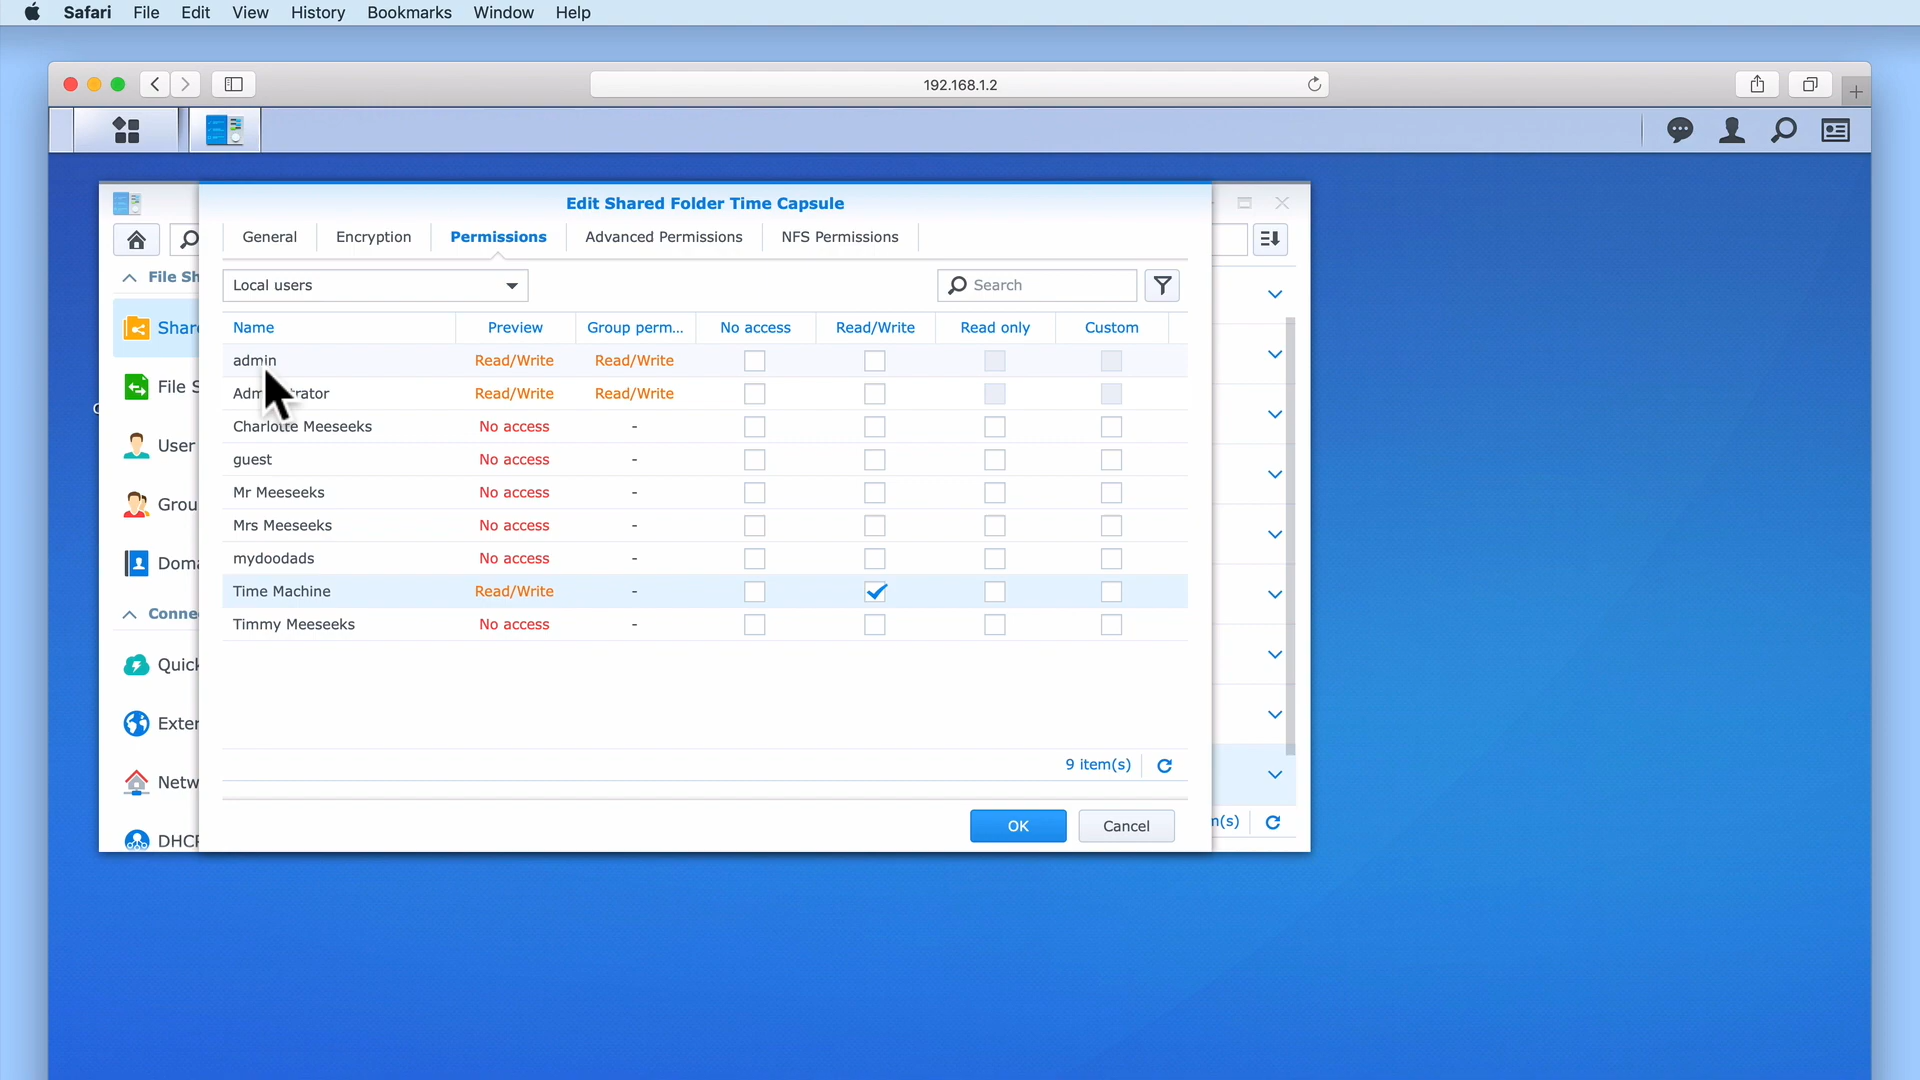 Safari File Edit View History Bookmarks Window Help
192.168.1.2
Edit Shared Folder Time Capsule
General Encryption Permissions Advanced Permissions NFS Permissions
File Sh
Local users Search
Name Preview Group perm... No access Read/Write Read only Custom
Shar
admin Read/Write Read/Write
File S
Read/Write Read/Write
Charlotte Meeseeks No access -
User
guest No access -
Mr Meeseeks No access -
Grou
Mrs Meeseeks No access -
mydoodads No access -
Doma
Time Machine Read/Write -
Conne
Timmy Meeseeks No access -
Quick
Exter
9 item(s)
Netw
n(s)
OK Cancel
DHCP